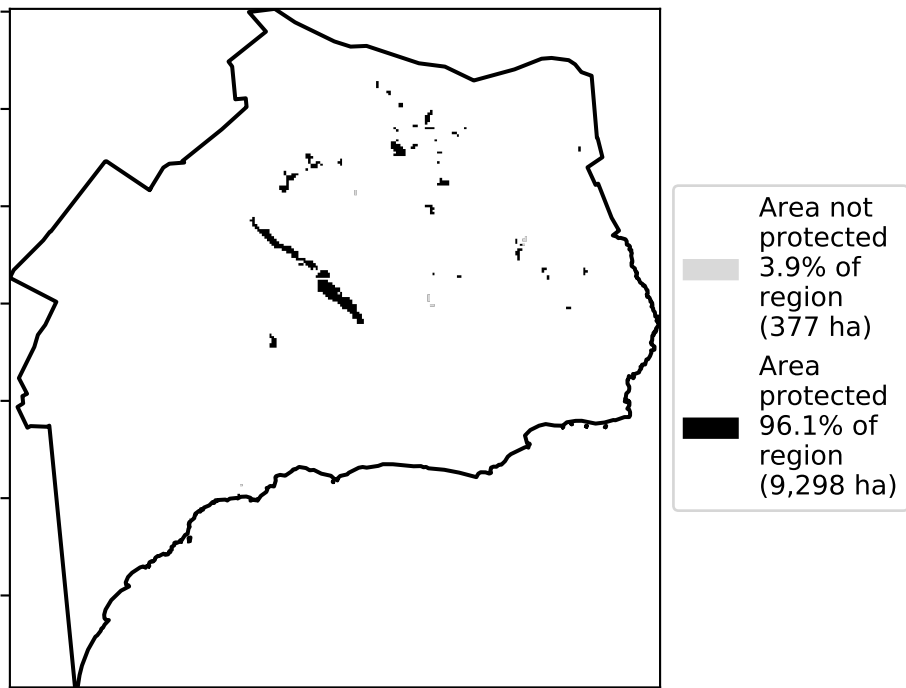 Area not
protected
3.9% of
region
(377 ha)
Area
protected
96.1% of
region
(9,298 ha)